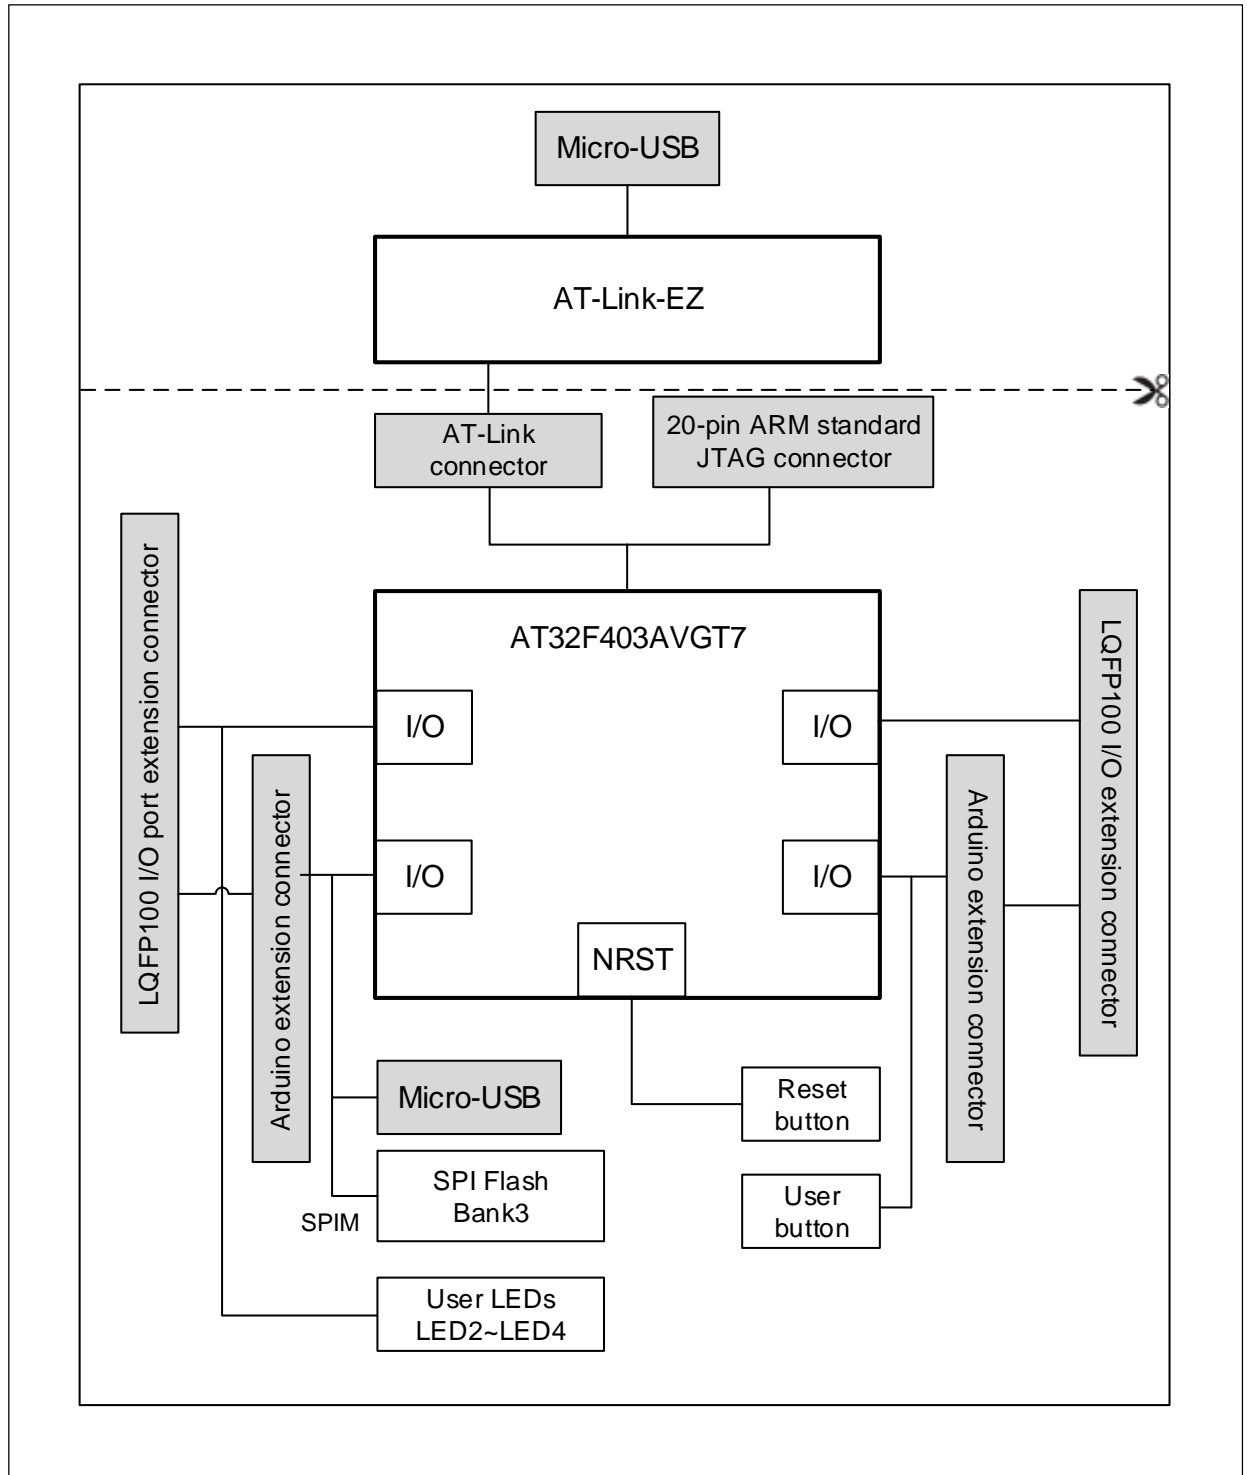 Micro-USB
AT-Link-EZ
AT-Link
connector
20-pin ARM standard
JTAG connector
LQFP100 I/O port extension connector
AT32F403AVGT7
LQFP100 I/O extension connector
I/O
I/O
Arduino extension connector
Arduino extension connector
I/O
I/O
NRST
Micro-USB
Reset
button
SPI Flash
Bank3
SPIM
User
button
User LEDs
LED2~LED4